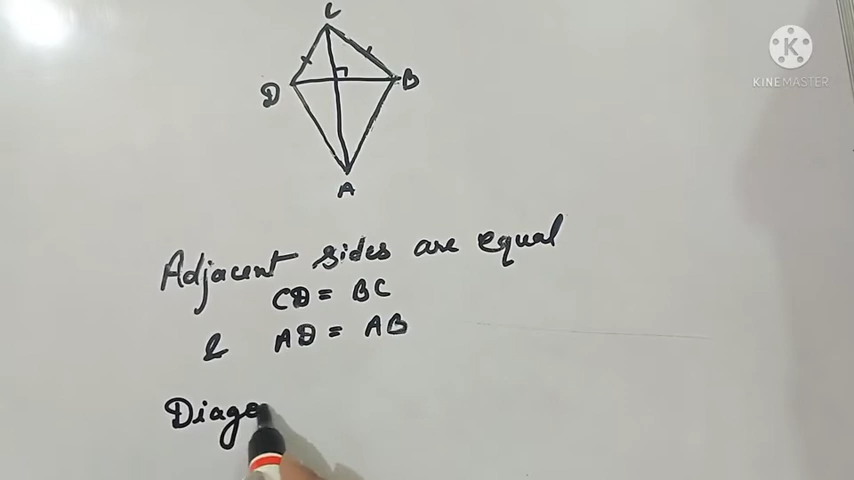 C
K
KINEMASTER
D
B
A
Adjacent sides are equal
CD = BC
& AD = AB
Diago